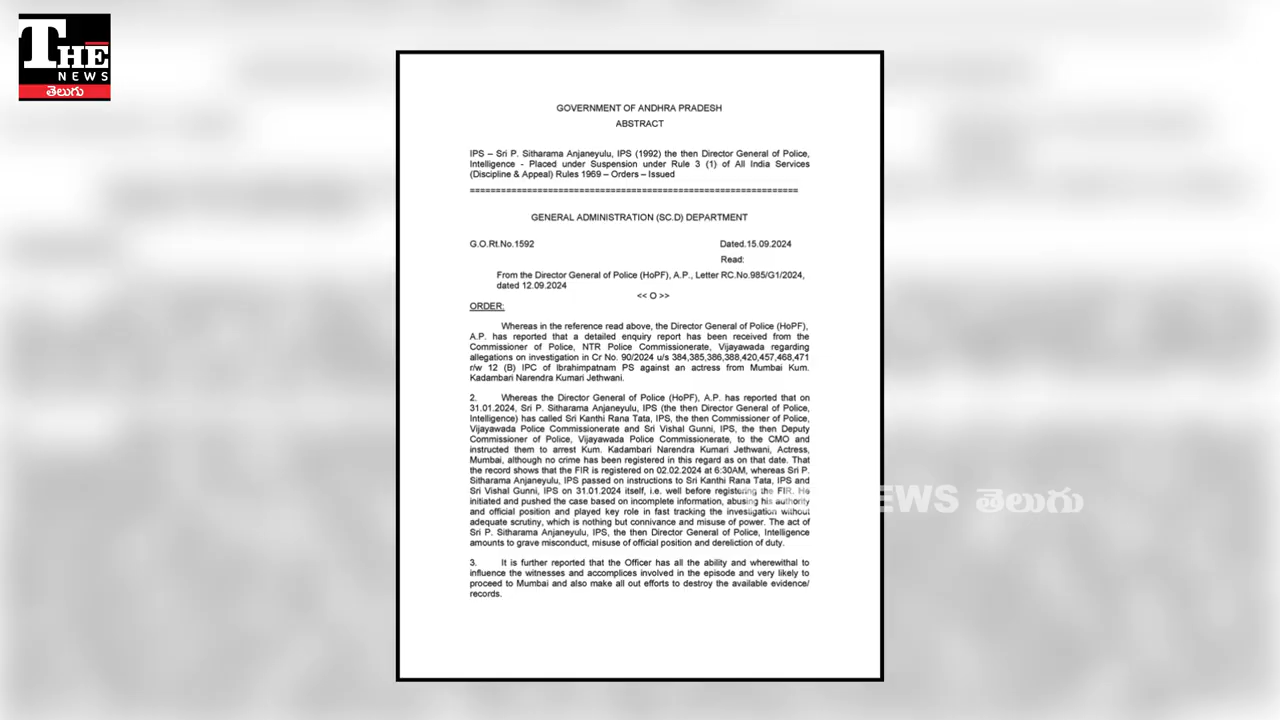 THE
NEWS
తెలుగు
GOVERNMENT OF ANDHRA PRADESH
ABSTRACT
IPS – Sri P. Sitharama Anjaneyulu, IPS (1992) the then Director General of Police,
Intelligence - Placed under Suspension under Rule 3 (1) of All India Services
(Discipline & Appeal) Rules 1969 – Orders – Issued
================================================================
GENERAL ADMINISTRATION (SC.D) DEPARTMENT
G.O.Rt.No.1592 Dated.15.09.2024
Read:
From the Director General of Police (HoPF), A.P., Letter RC.No.985/G1/2024,
dated 12.09.2024
<< O >>
ORDER:
Whereas in the reference read above, the Director General of Police (HoPF),
A.P. has reported that a detailed enquiry report has been received from the
Commissioner of Police, NTR Police Commissionerate, Vijayawada regarding
allegations on investigation in Cr No. 90/2024 u/s 384,385,386,388,420,457,468,471
r/w 12 (B) IPC of Ibrahimpatnam PS against an actress from Mumbai Kum.
Kadambari Narendra Kumari Jethwani.
2. Whereas the Director General of Police (HoPF), A.P. has reported that on
31.01.2024, Sri P. Sitharama Anjaneyulu, IPS (the then Director General of Police,
Intelligence) has called Sri Kanthi Rana Tata, IPS, the then Commissioner of Police,
Vijayawada Police Commissionerate and Sri Vishal Gunni, IPS, the then Deputy
Commissioner of Police, Vijayawada Police Commissionerate, to the CMO and
instructed them to arrest Kum. Kadambari Narendra Kumari Jethwani, Actress,
Mumbai, although no crime has been registered in this regard as on that date. That
the record shows that the FIR is registered on 02.02.2024 at 6:30AM, whereas Sri P.
Sitharama Anjaneyulu, IPS passed on instructions to Sri Kanthi Rana Tata, IPS and
Sri Vishal Gunni, IPS on 31.01.2024 itself, i.e. well before registering the FIR. He
initiated and pushed the case based on incomplete information, abusing his authority
and official position and played key role in fast tracking the investigation without
adequate scrutiny, which is nothing but connivance and misuse of power. The act of
Sri P. Sitharama Anjaneyulu, IPS, the then Director General of Police, Intelligence
amounts to grave misconduct, misuse of official position and dereliction of duty.
3. It is further reported that the Officer has all the ability and wherewithal to
influence the witnesses and accomplices involved in the episode and very likely to
proceed to Mumbai and also make all out efforts to destroy the available evidence/
records.
EWS తెలుగు